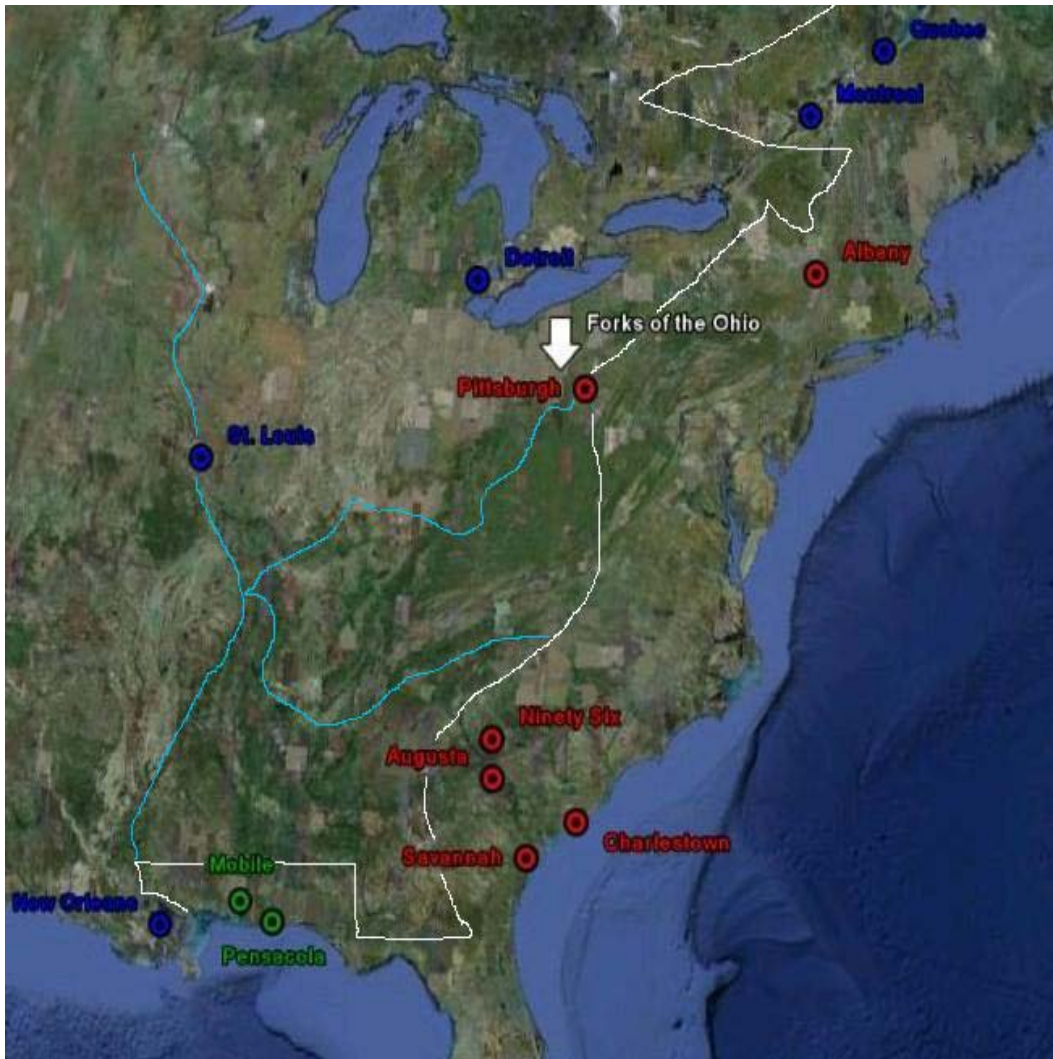 Quebec
Montreal
Albany
Detroit
Forks of the Ohio
Pittsburgh
St. Louis
Ninety Six
Augusta
Charlestown
Savannah
Mobile
New Orleans
Pensacola